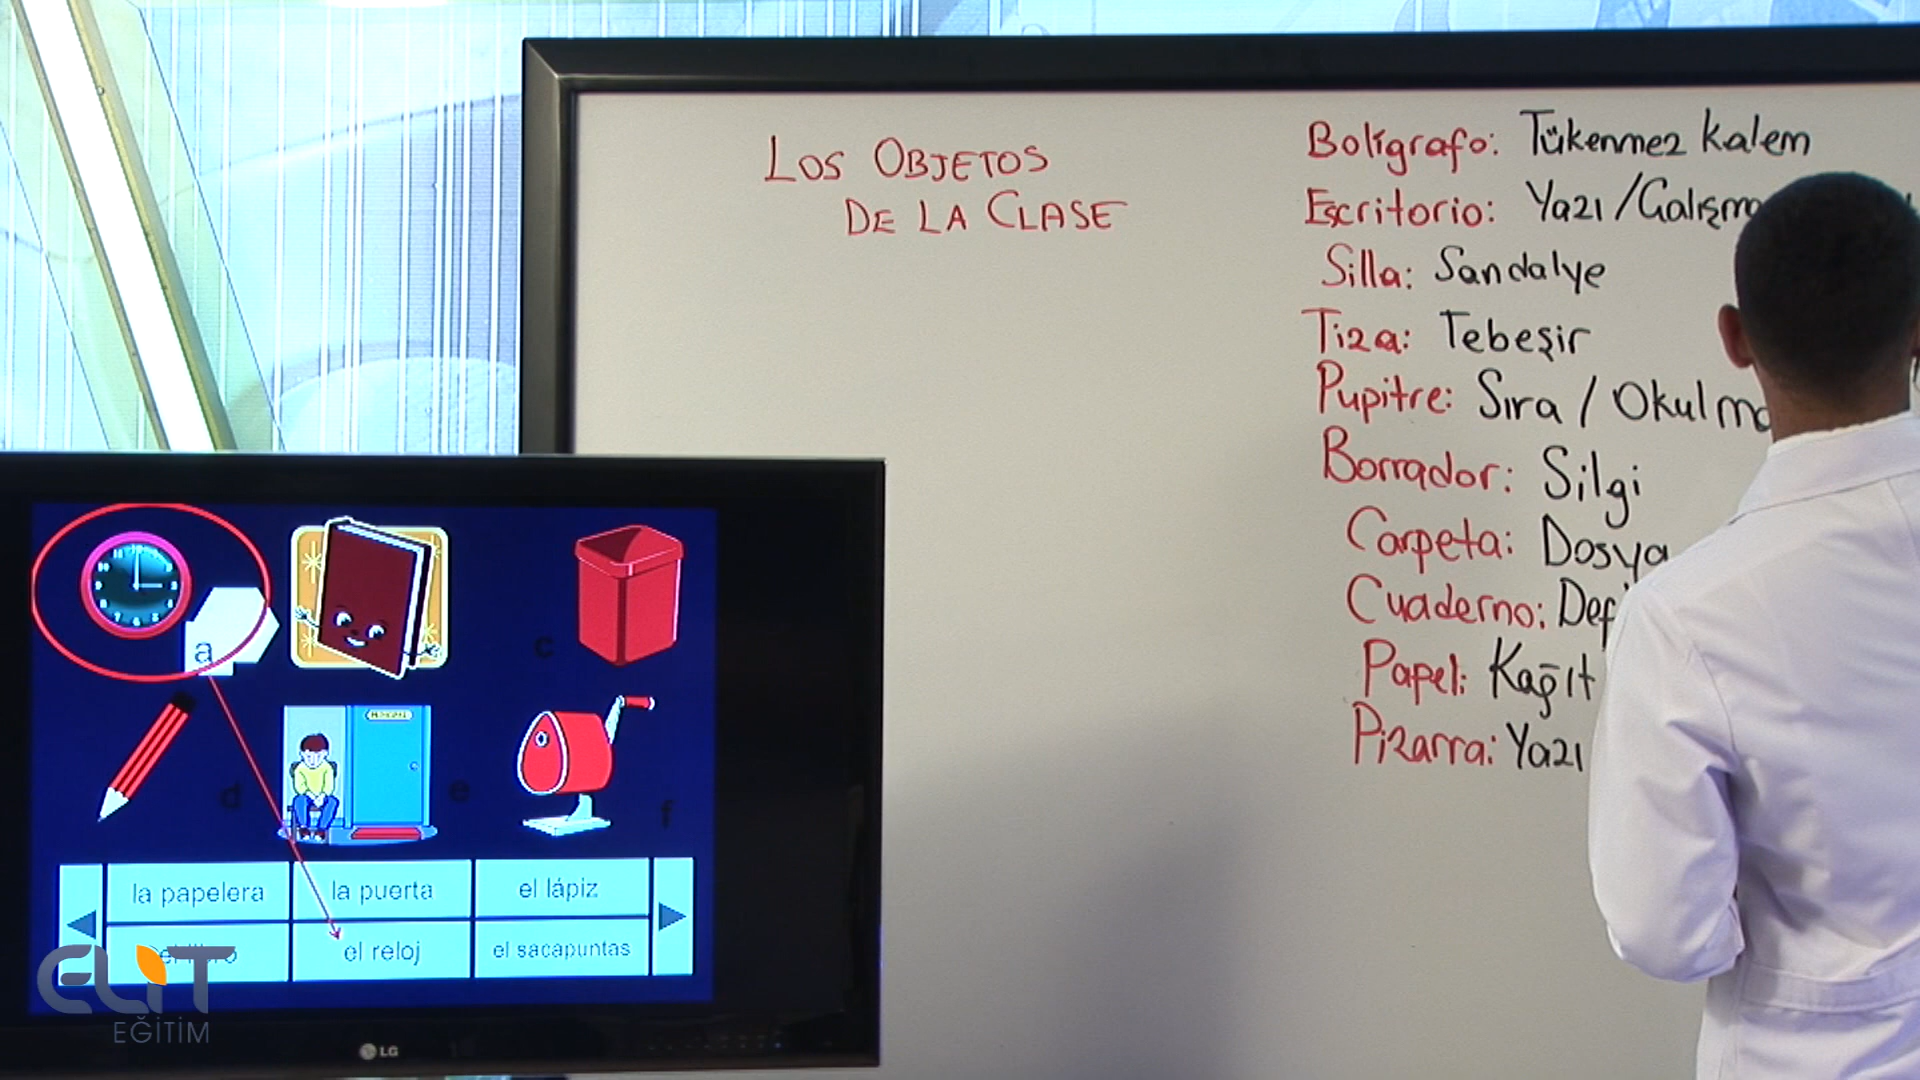 LOS OBJETOS
DE LA CLASE
Bolígrafo: Tükenmez Kalem
Escritorio: Yazı /Çalışma
Silla: Sandalye
Tiza: Tebeşir
Pupitre: Sıra / Okul
Borrador: Silgi
Carpeta: Dosya
Cuaderno:
Papel: Kağıt
Pizarra: Yazı
a
c
d
e
f
la papelera
la puerta
el lápiz
el reloj
el sacapuntas
ELİT
EĞİTİM
LG